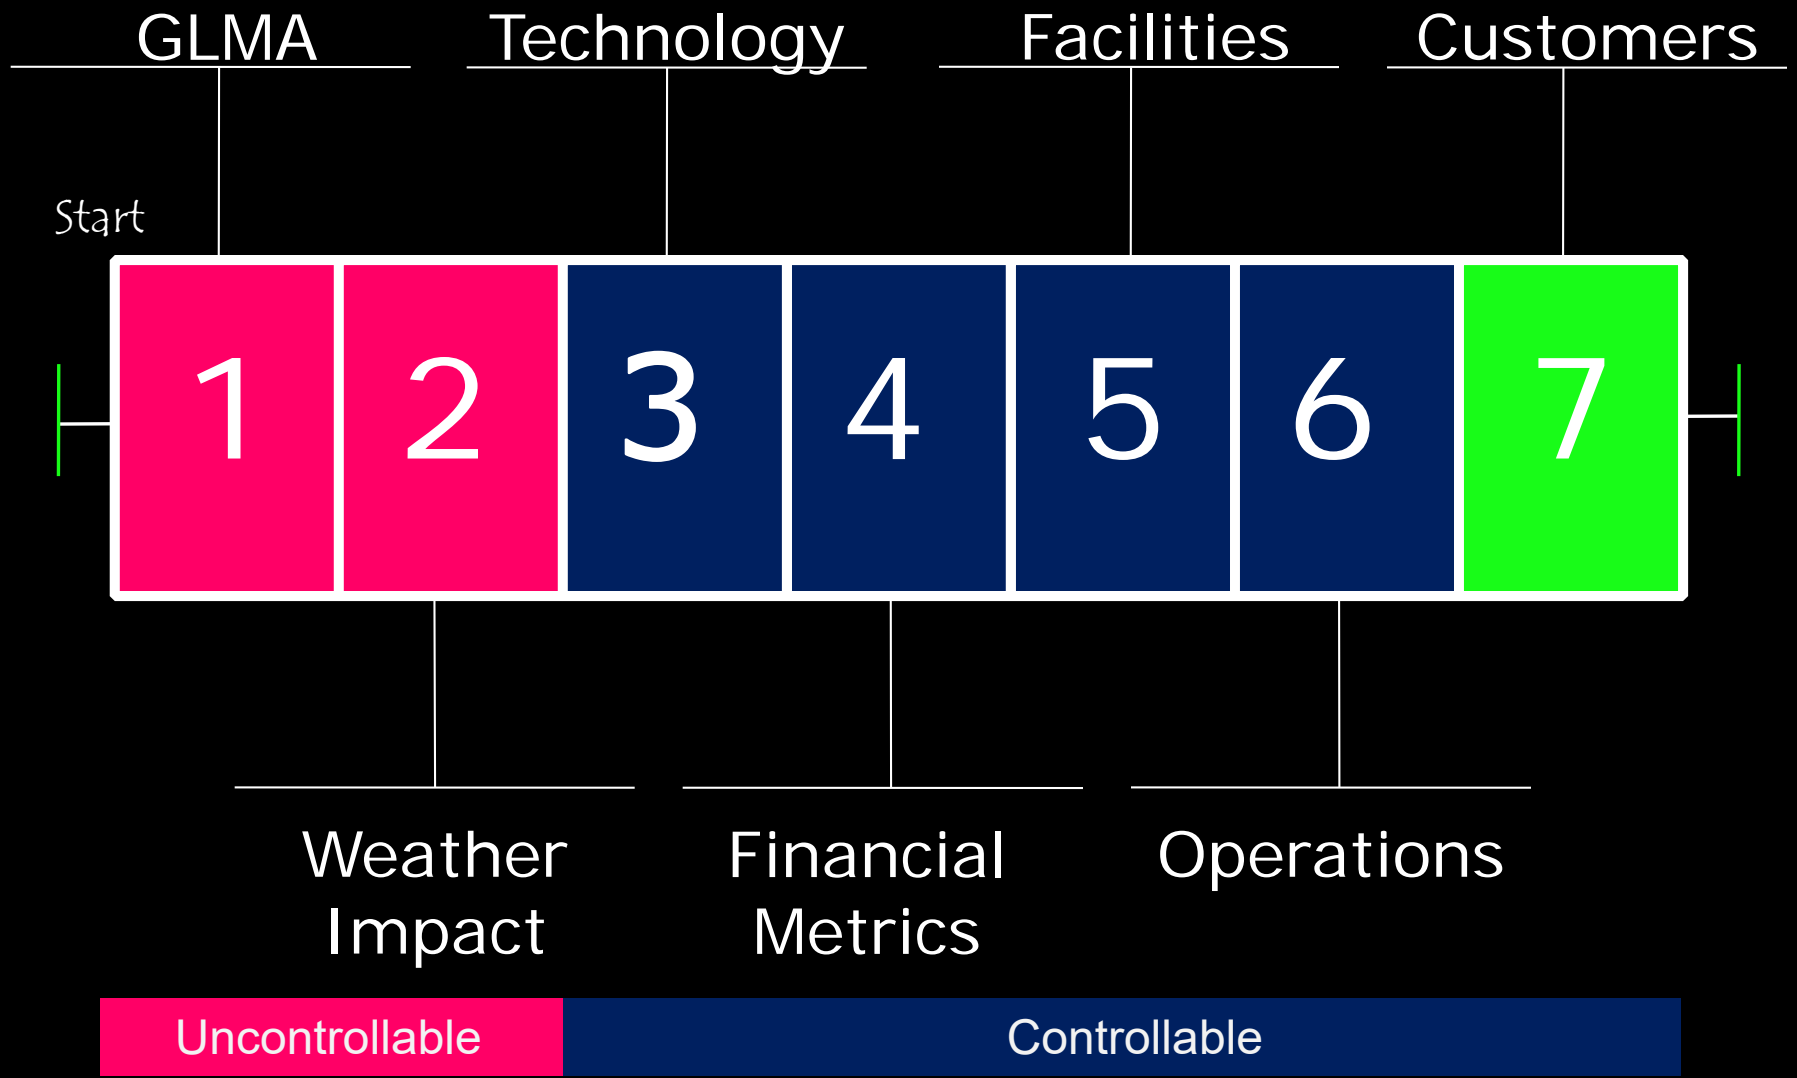 GLMA
Technology
Facilities
Customers
Start
1
2
3
4
5
6
7
Weather
Impact
Financial
Metrics
Operations
Uncontrollable
Controllable